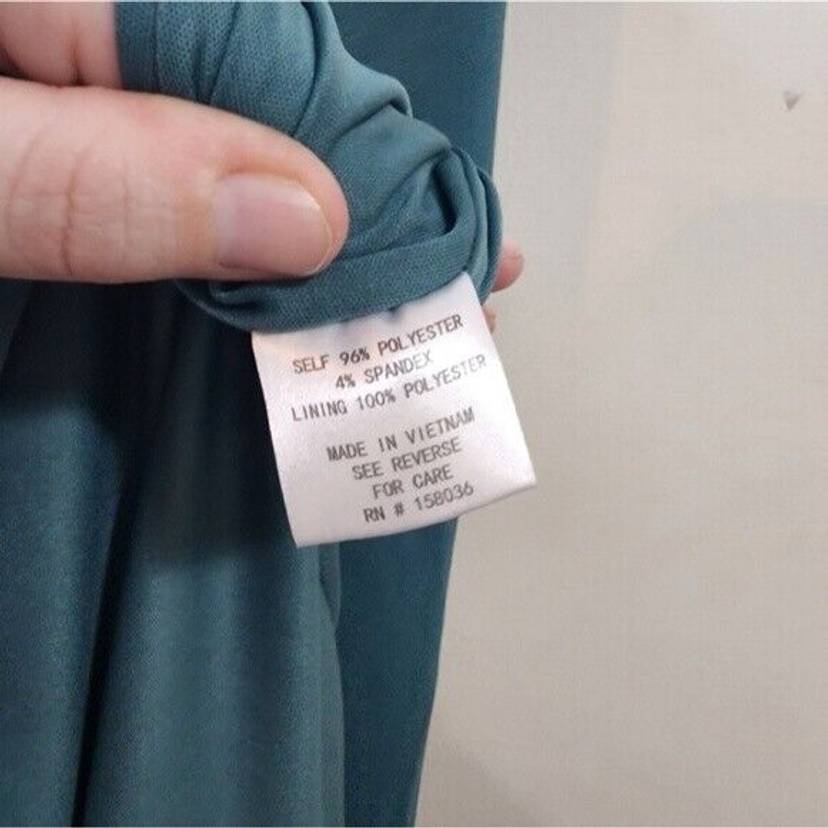 SELF 96% POLYESTER
4% SPANDEX
LINING 100% POLYESTER
MADE IN VIETNAM
SEE REVERSE
FOR CARE
RN # 158036